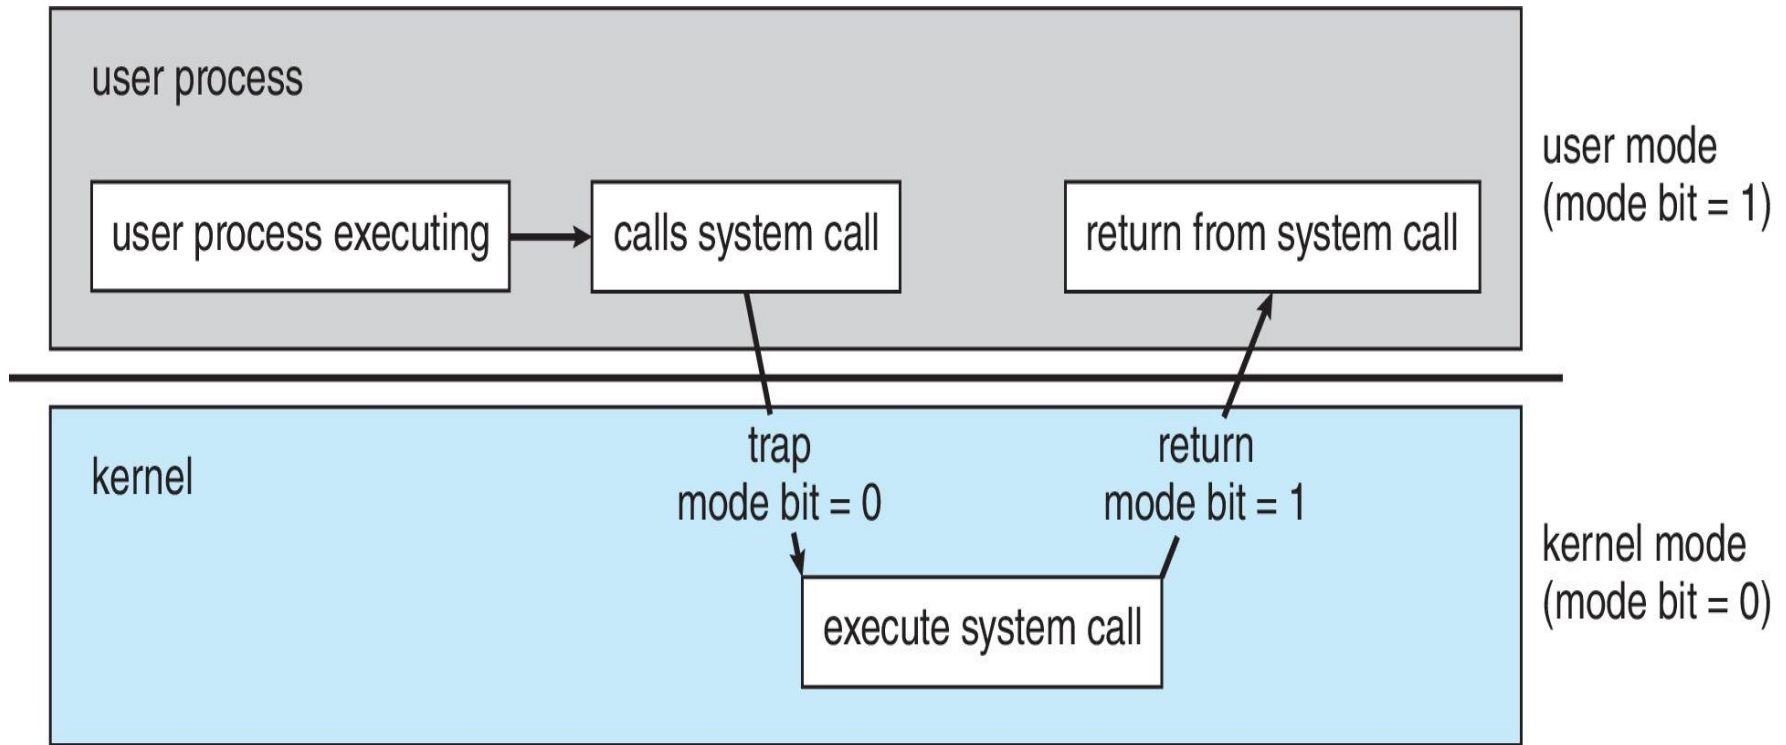 user process
user process executing
calls system call
return from system call
user mode
(mode bit = 1)
kernel
trap
mode bit = 0
return
mode bit = 1
execute system call
kernel mode
(mode bit = 0)